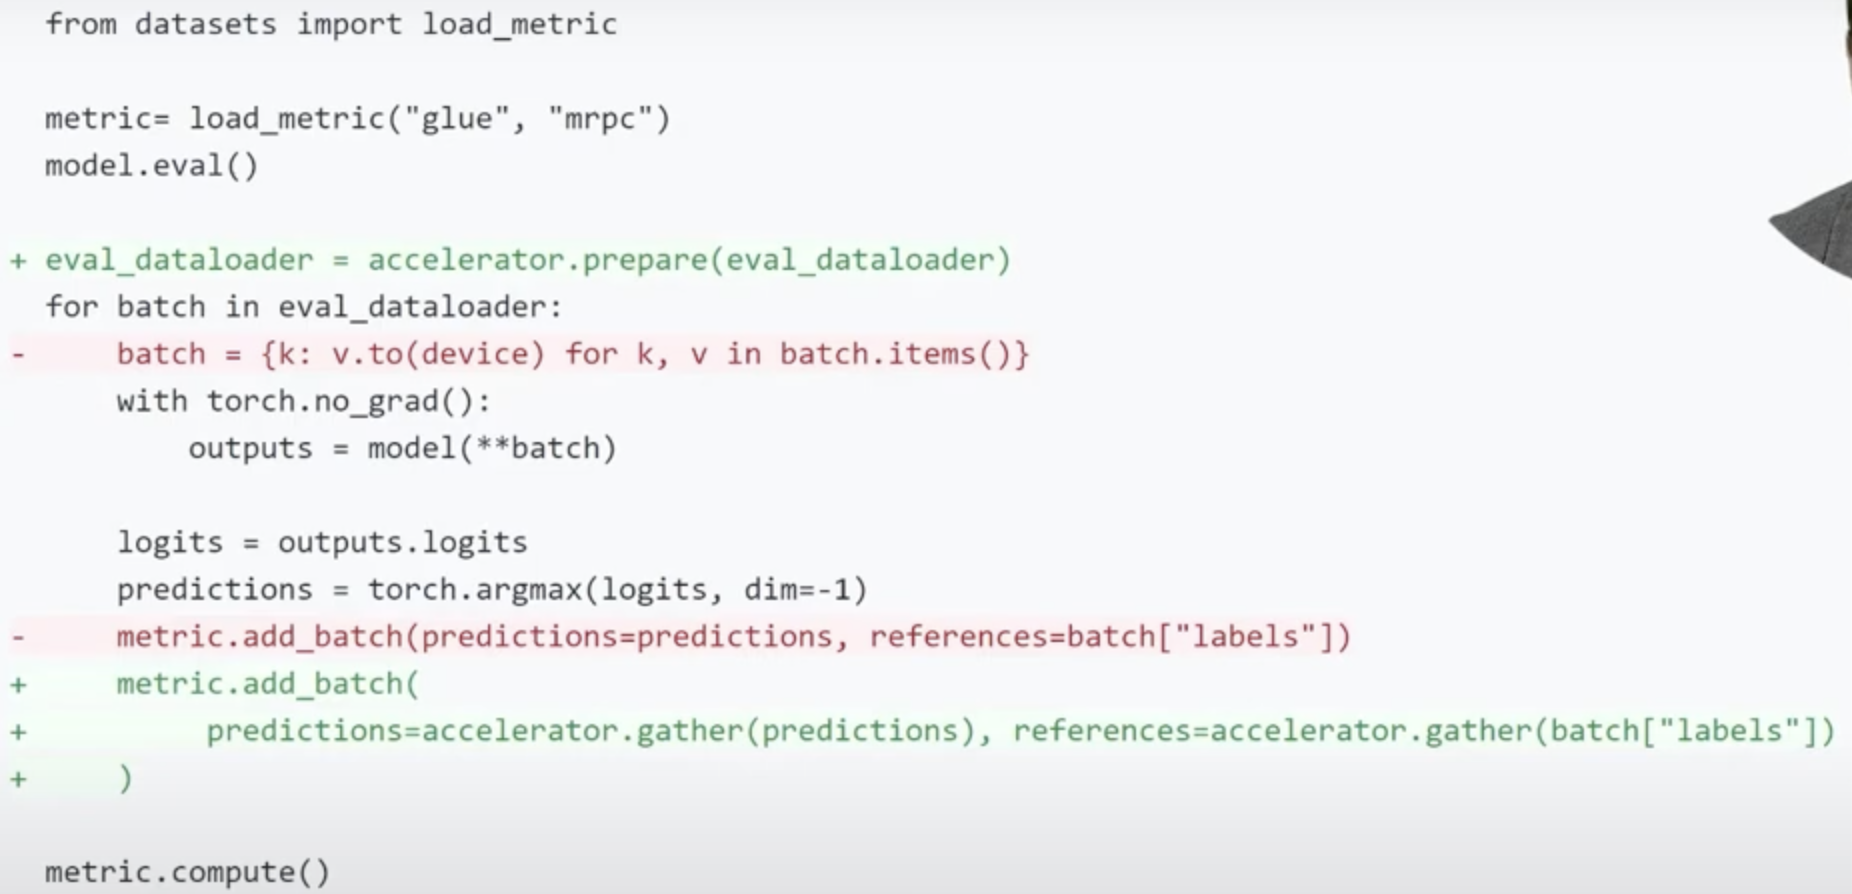 from datasets import load_metric
metric= load_metric("glue", "mrpc")
model.eval()
+ eval_dataloader = accelerator.prepare(eval_dataloader)
for batch in eval_dataloader:
-     batch = {k: v.to(device) for k, v in batch.items()}
    with torch.no_grad():
        outputs = model(**batch)
    logits = outputs.logits
    predictions = torch.argmax(logits, dim=-1)
-     metric.add_batch(predictions=predictions, references=batch["labels"])
+     metric.add_batch(
+          predictions=accelerator.gather(predictions), references=accelerator.gather(batch["labels"])
+     )
metric.compute()